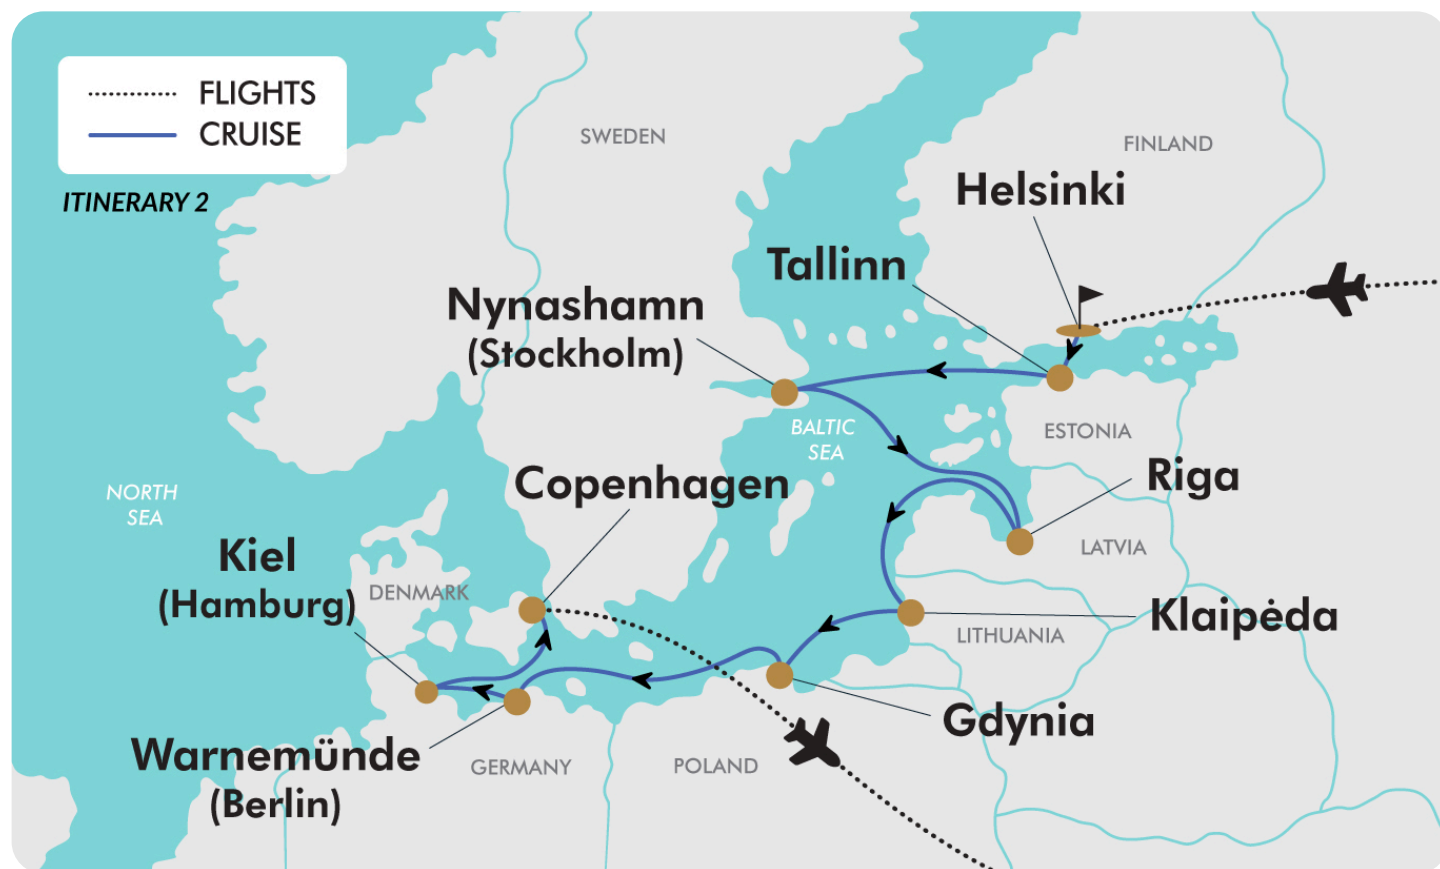 FLIGHTS
CRUISE
ITINERARY 2
SWEDEN
FINLAND
Helsinki
Tallinn
Nynashamn
(Stockholm)
BALTIC
SEA
ESTONIA
Riga
Copenhagen
NORTH
SEA
LATVIA
Kiel
(Hamburg)
DENMARK
Klaipėda
LITHUANIA
Gdynia
Warnemünde
(Berlin)
GERMANY
POLAND